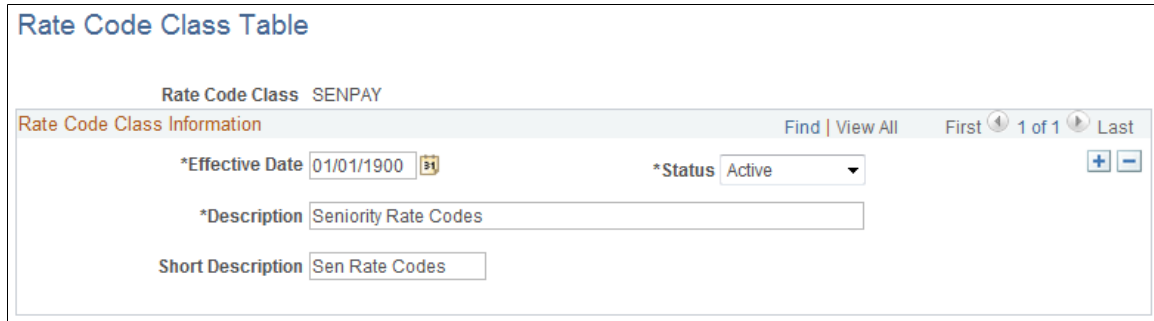 Rate Code Class Table
Rate Code Class SENPAY
Rate Code Class Information Find | View All First 1 of 1 Last
*Effective Date 01/01/1900 31 *Status Active
*Description Seniority Rate Codes
Short Description Sen Rate Codes